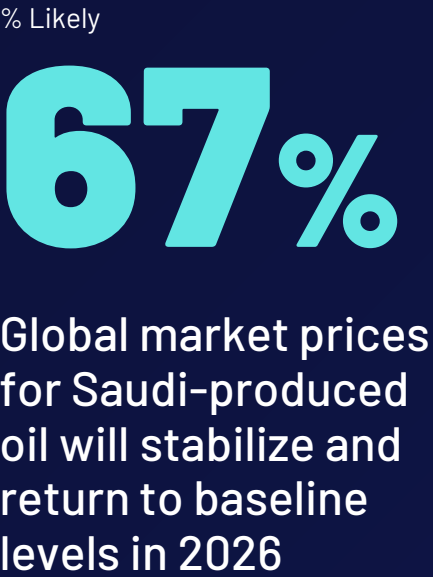 % Likely
67%
Global market prices
for Saudi-produced
oil will stabilize and
return to baseline
levels in 2026